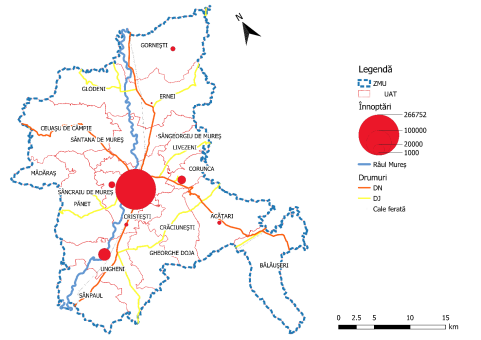 N
GORNEȘTI
GLODENI
ERNEI
CEUAȘU DE CÂMPIE
SÂNTANA DE MUREȘ
SÂNGEORGIU DE MUREȘ
LIVEZENI
MĂDĂRAȘ
CORUNCA
SÂNCRAIU DE MUREȘ
PĂNET
CRISTEȘTI
ACĂȚARI
CRĂCIUNEȘTI
GHEORGHE DOJA
BĂLĂUȘERI
UNGHENI
SÂNPAUL
Legendă
ZMU
UAT
Înnoptări
266752
100000
20000
1000
Râul Mureș
Drumuri
DN
DJ
Cale ferată
0 2.5 5 10 15
km